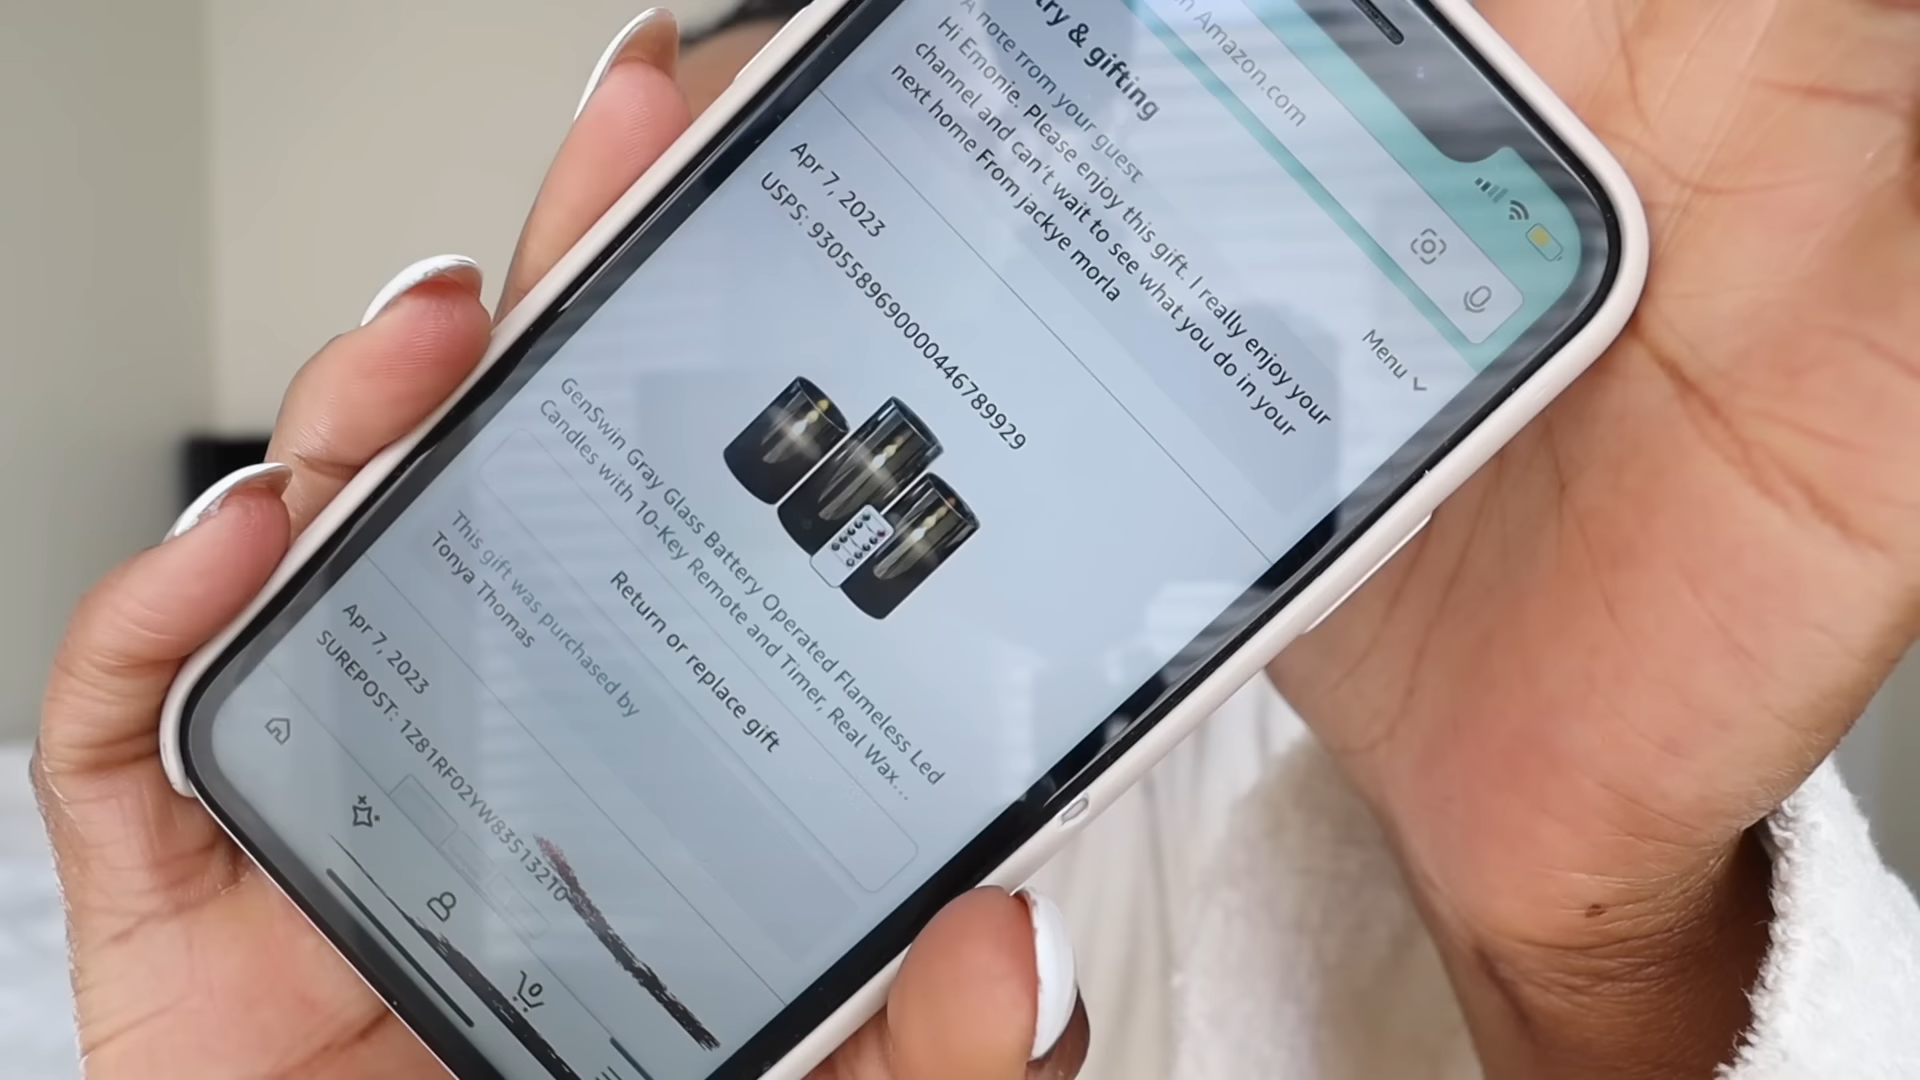 n Amazon.com
Menu
try & gifting
A note from your guest
Hi Emonie. Please enjoy this gift. I really enjoy your
channel and can't wait to see what you do in your
next home From jackye morla
Apr 7, 2023
USPS: 9305589690000446789929
GenSwin Gray Glass Battery Operated Flameless Led
Candles with 10-Key Remote and Timer, Real Wax...
Return or replace gift
This gift was purchased by
Tonya Thomas
Apr 7, 2023
SUREPOST: 1Z81RF02YW83513210
0